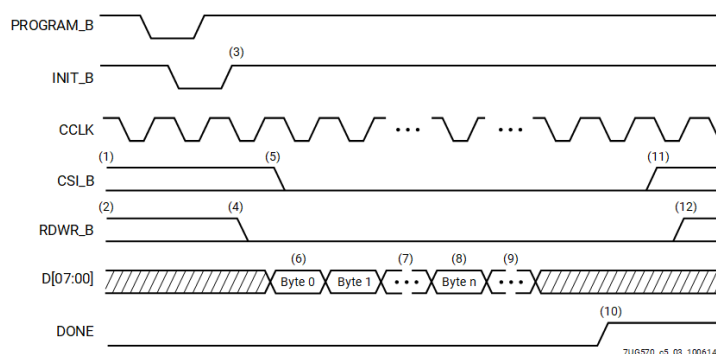 PROGRAM_B
(3)
INIT_B
CCLK
(1) (5) (11)
CSI_B
(2) (4) (12)
RDWR_B
(6) (7) (8) (9)
D[07:00] Byte 0 Byte 1 ••• Byte n •••
(10)
DONE
7UG570_c5_03_100614